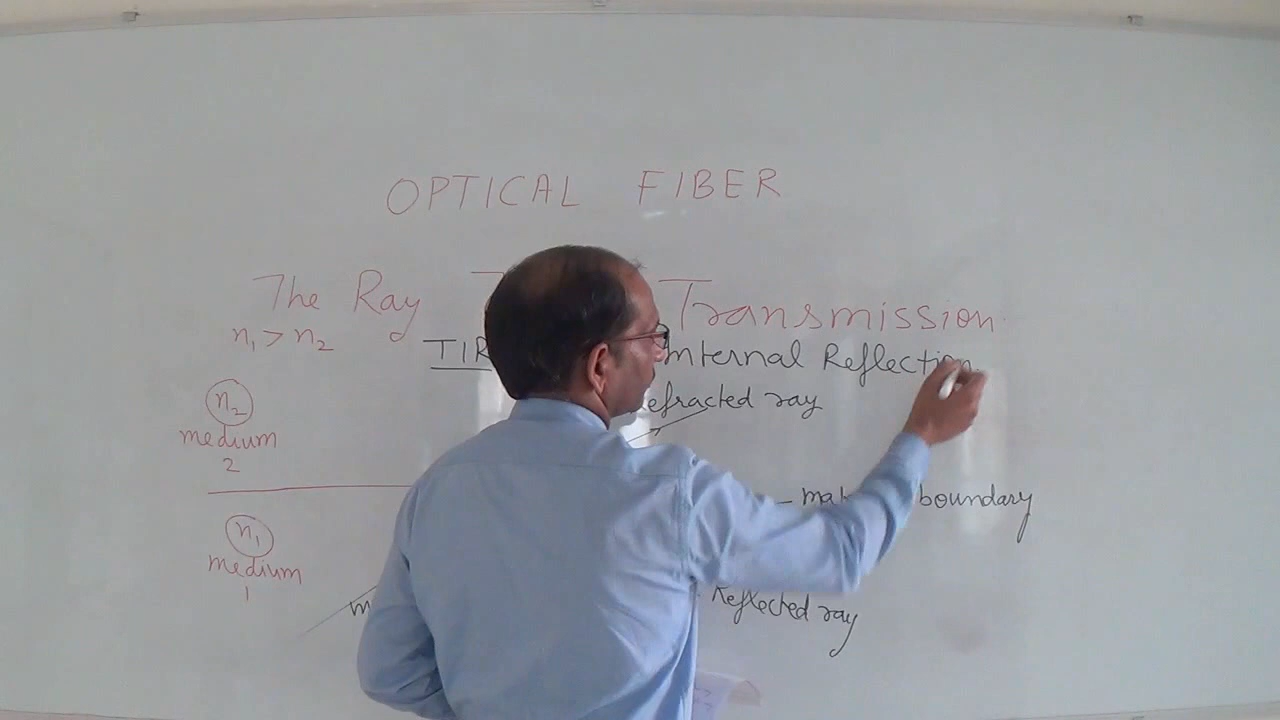 OPTICAL FIBER
The Ray Transmission
n1 > n2
TIR Internal Reflection
n2
Refracted ray
medium
2
boundary
n1
medium
1
Reflected ray